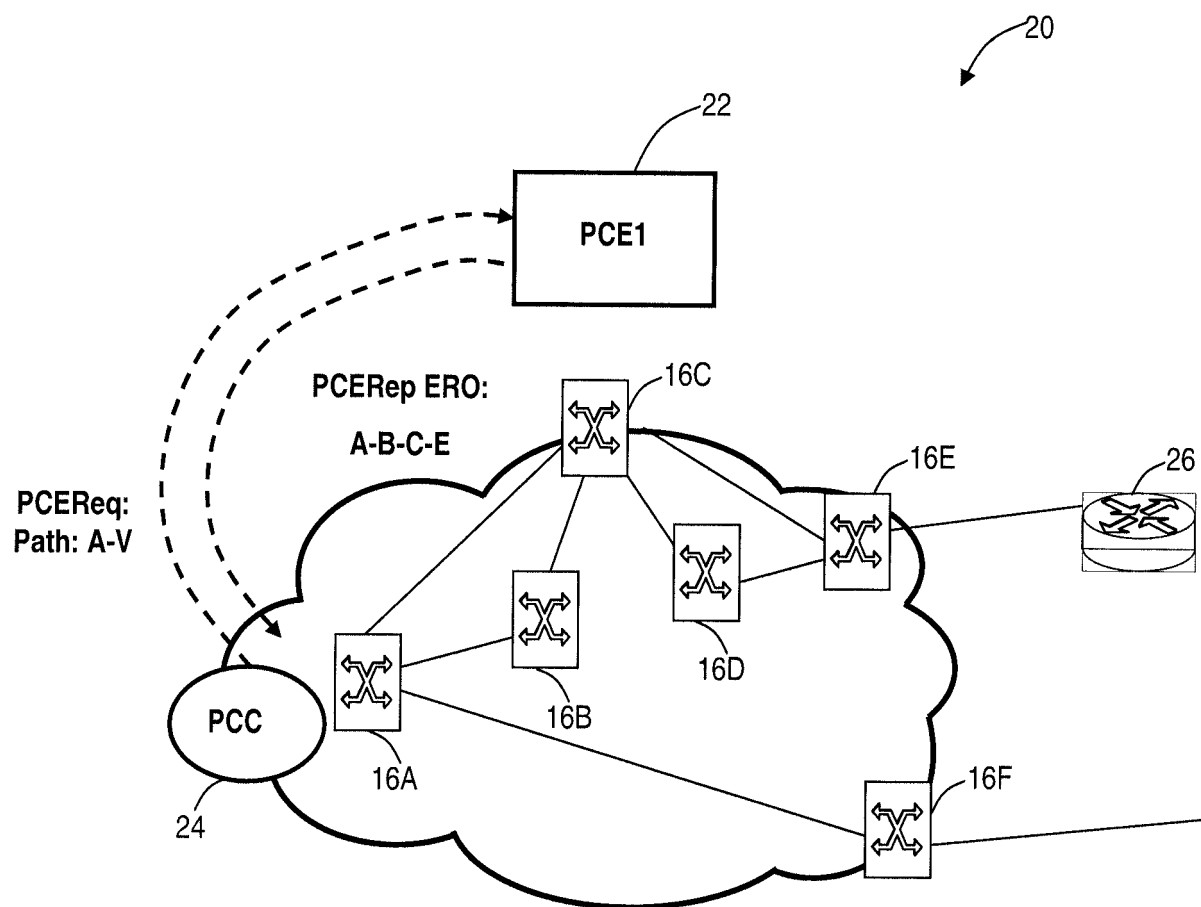 20
22
PCE1
PCERep ERO:
A-B-C-E
16C
16E
26
PCEReq:
Path: A-V
16D
16B
PCC
16A
16F
24